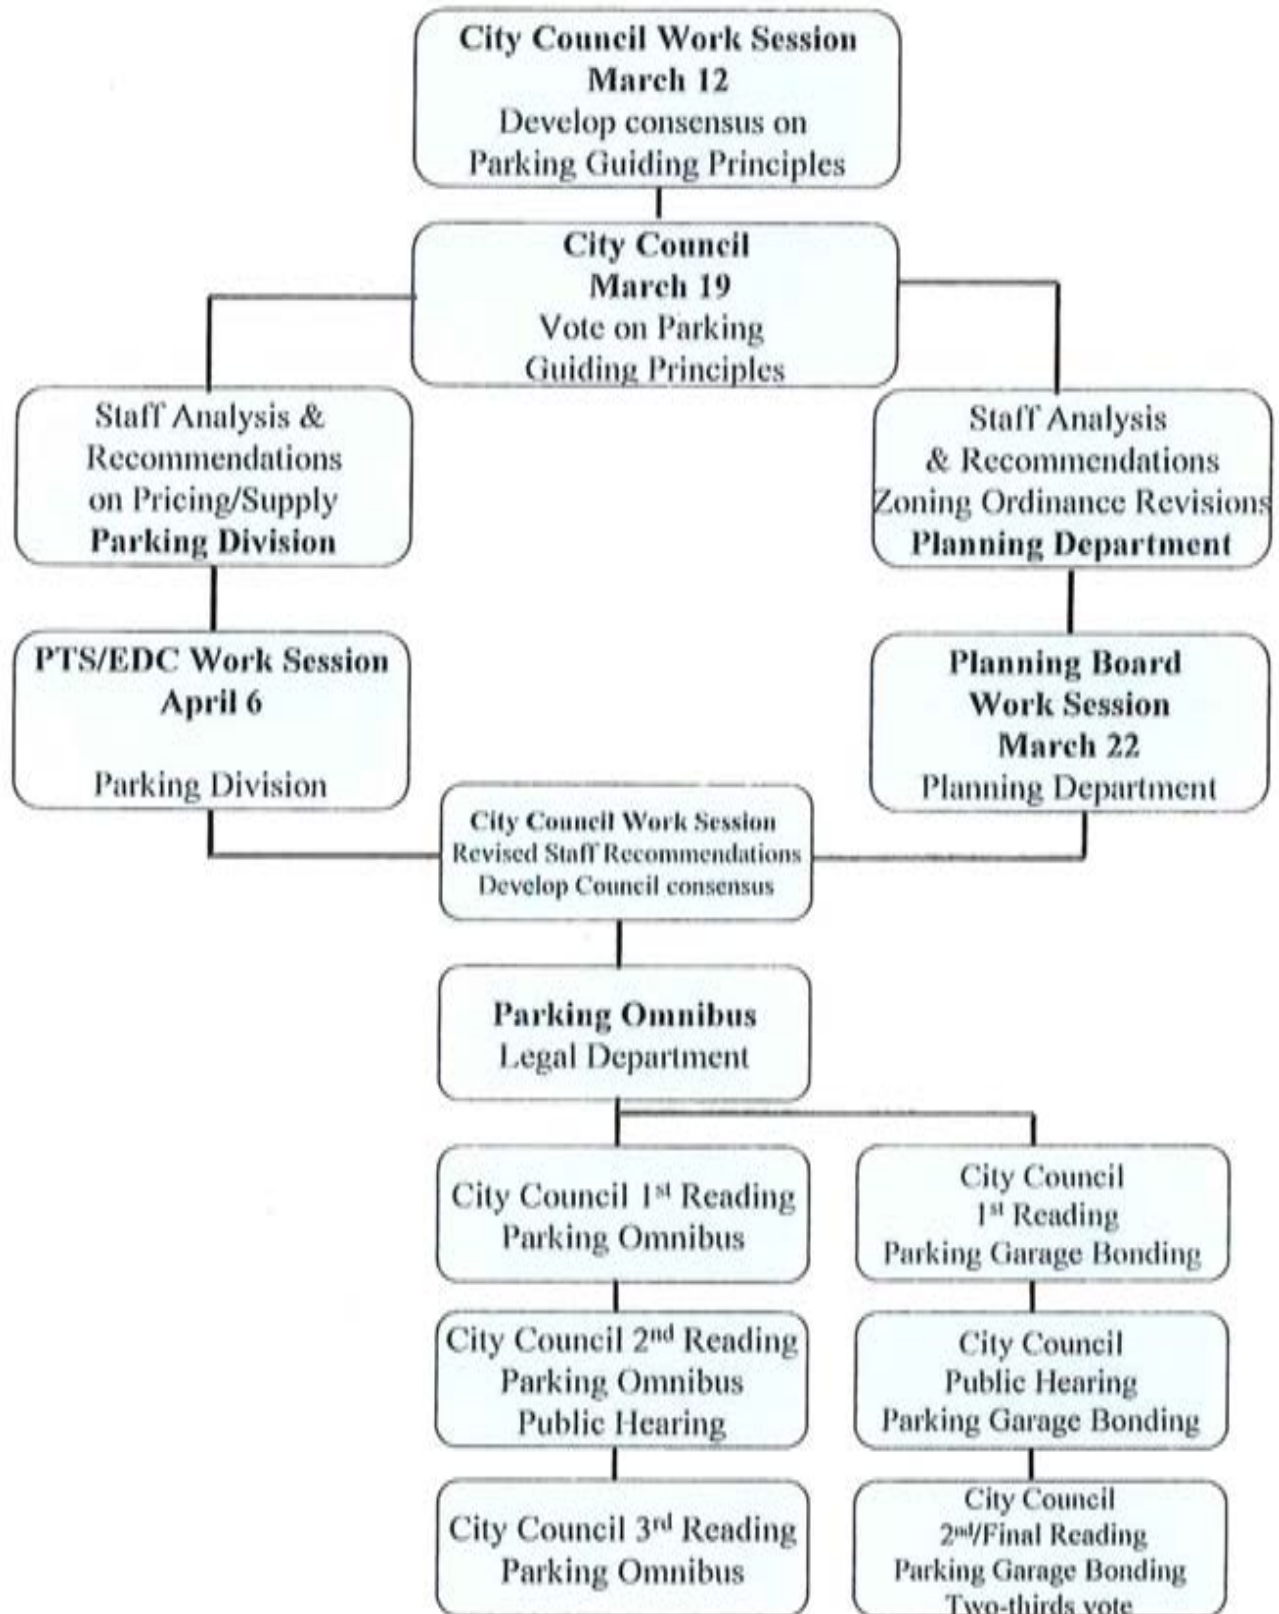 City Council Work Session
March 12
Develop consensus on
Parking Guiding Principles
City Council
March 19
Vote on Parking
Guiding Principles
Staff Analysis &
Recommendations
on Pricing/Supply
Parking Division
Staff Analysis
& Recommendations
Zoning Ordinance Revisions
Planning Department
PTS/EDC Work Session
April 6
Parking Division
Planning Board
Work Session
March 22
Planning Department
City Council Work Session
Revised Staff Recommendations
Develop Council consensus
Parking Omnibus
Legal Department
City Council 1st Reading
Parking Omnibus
City Council
1st Reading
Parking Garage Bonding
City Council 2nd Reading
Parking Omnibus
Public Hearing
City Council
Public Hearing
Parking Garage Bonding
City Council 3rd Reading
Parking Omnibus
City Council
2nd/Final Reading
Parking Garage Bonding
Two-thirds vote